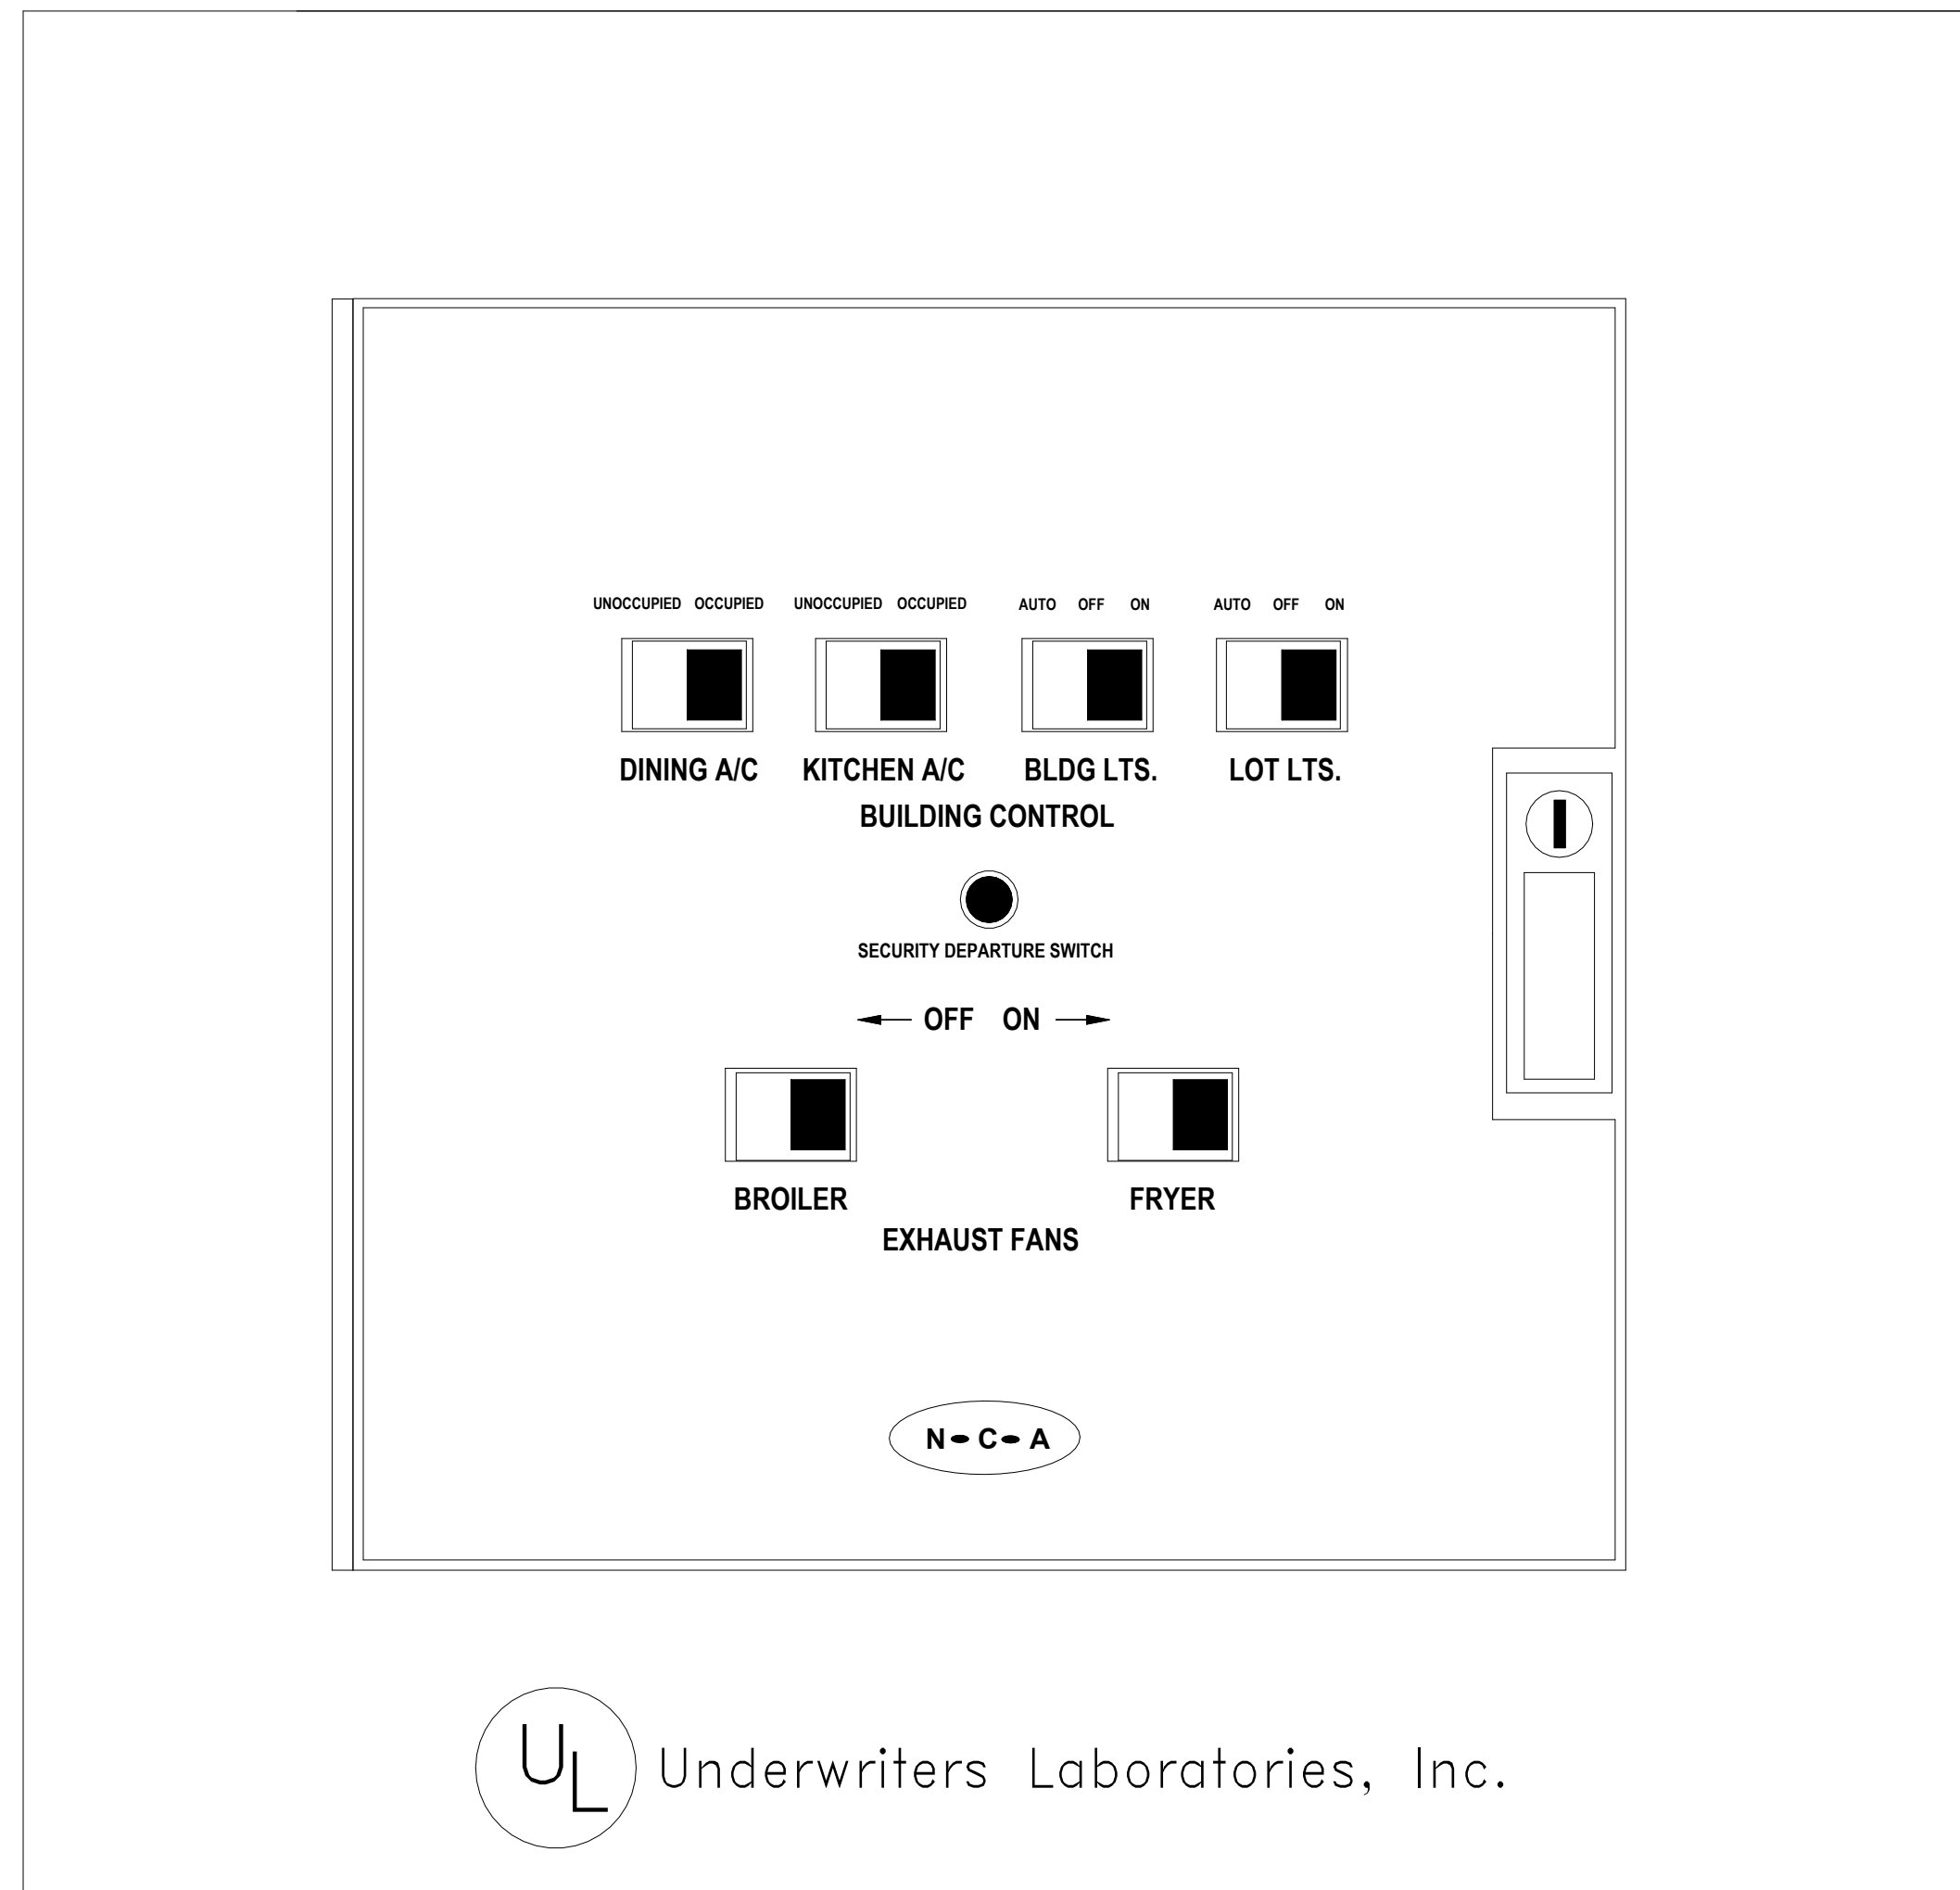 UNOCCUPIED OCCUPIED UNOCCUPIED OCCUPIED AUTO OFF ON AUTO OFF ON
DINING A/C KITCHEN A/C BLDG LTS. LOT LTS.
BUILDING CONTROL
SECURITY DEPARTURE SWITCH
OFF ON
BROILER FRYER
EXHAUST FANS
N-C-A
UL Underwriters Laboratories, Inc.